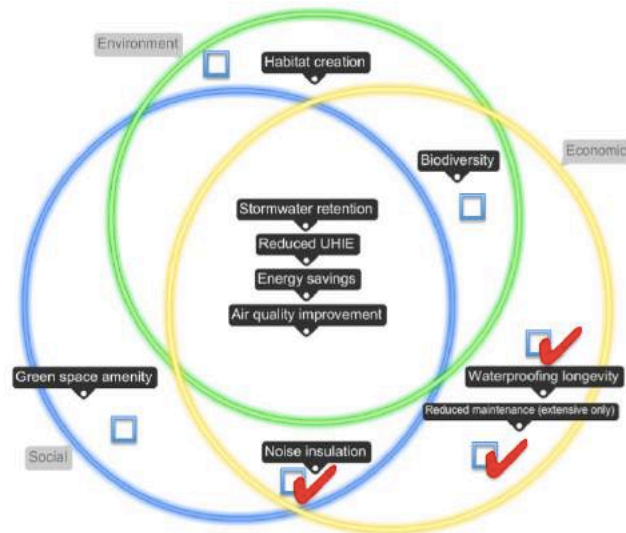 Environment
Habitat creation
Economic
Biodiversity
Stormwater retention
Reduced UHIE
Energy savings
Air quality improvement
Green space amenity
Waterproofing longevity
Reduced maintenance (extensive only)
Social
Noise insulation